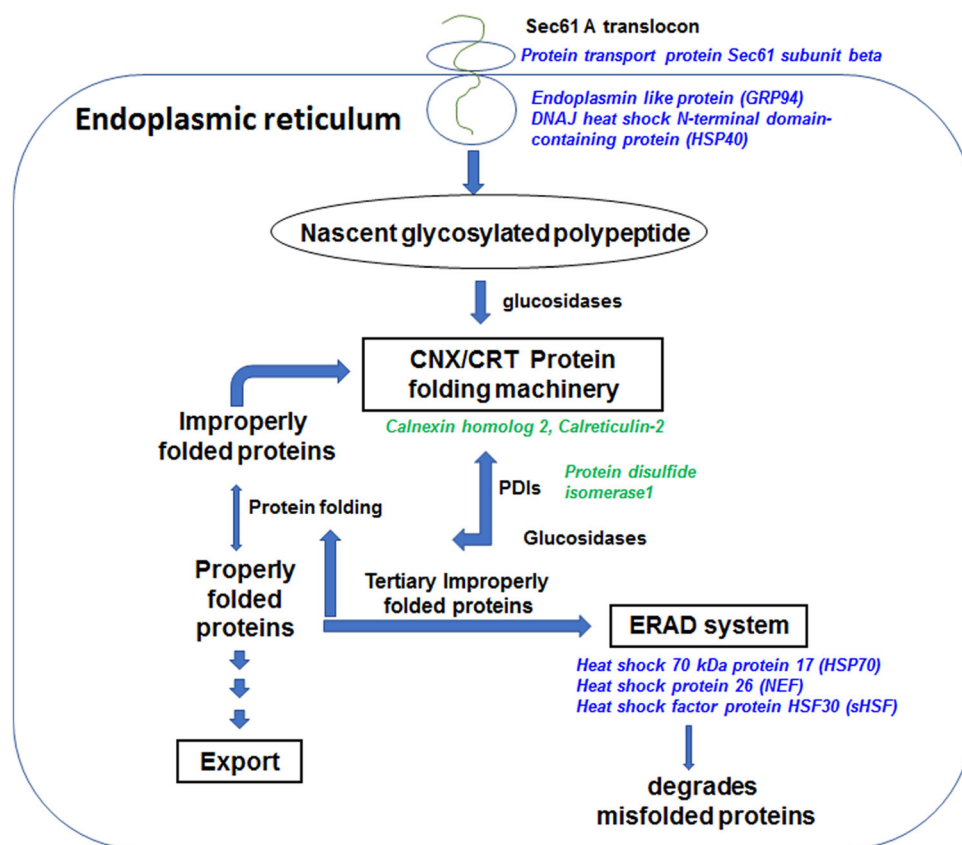 Sec61 A translocon
Protein transport protein Sec61 subunit beta
Endoplasmic reticulum
Endoplasmin like protein (GRP94)
DNAJ heat shock N-terminal domain-
containing protein (HSP40)
Nascent glycosylated polypeptide
glucosidases
CNX/CRT Protein
folding machinery
Calnexin homolog 2, Calreticulin-2
Improperly
folded proteins
Protein disulfide
isomerase1
PDIs
Protein folding
Glucosidases
Properly
folded
proteins
Tertiary Improperly
folded proteins
ERAD system
Heat shock 70 kDa protein 17 (HSP70)
Heat shock protein 26 (NEF)
Heat shock factor protein HSF30 (sHSF)
Export
degrades
misfolded proteins